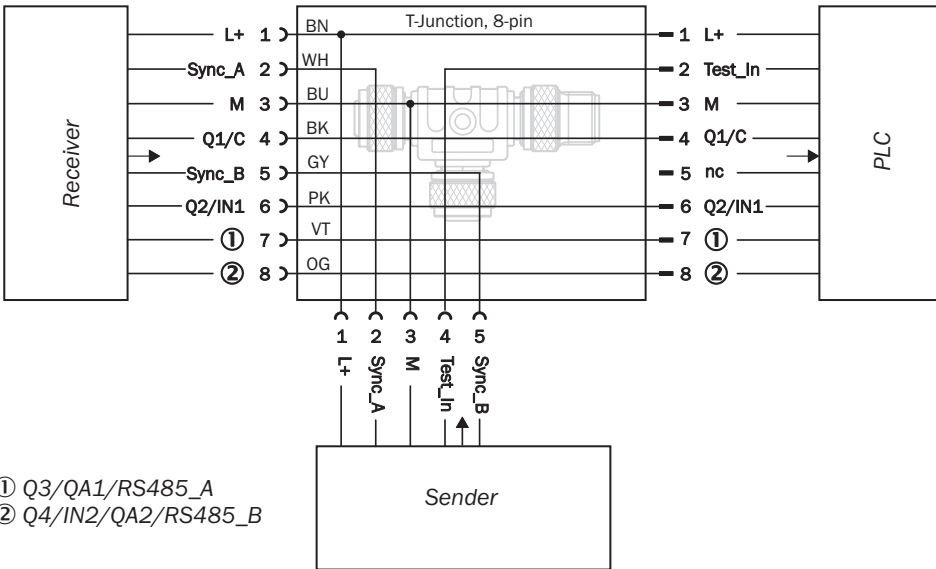 T-Junction, 8-pin
Receiver
L+ 1
Sync_A 2
M 3
Q1/C 4
Sync_B 5
Q2/IN1 6
① 7
② 8
BN
WH
BU
BK
GY
PK
VT
OG
1 L+
2 Test_In
3 M
4 Q1/C
5 nc
6 Q2/IN1
7 ①
8 ②
PLC
1 L+
2 Sync_A
3 M
4 Test_In
5 Sync_B
Sender
① Q3/QA1/RS485_A
② Q4/IN2/QA2/RS485_B